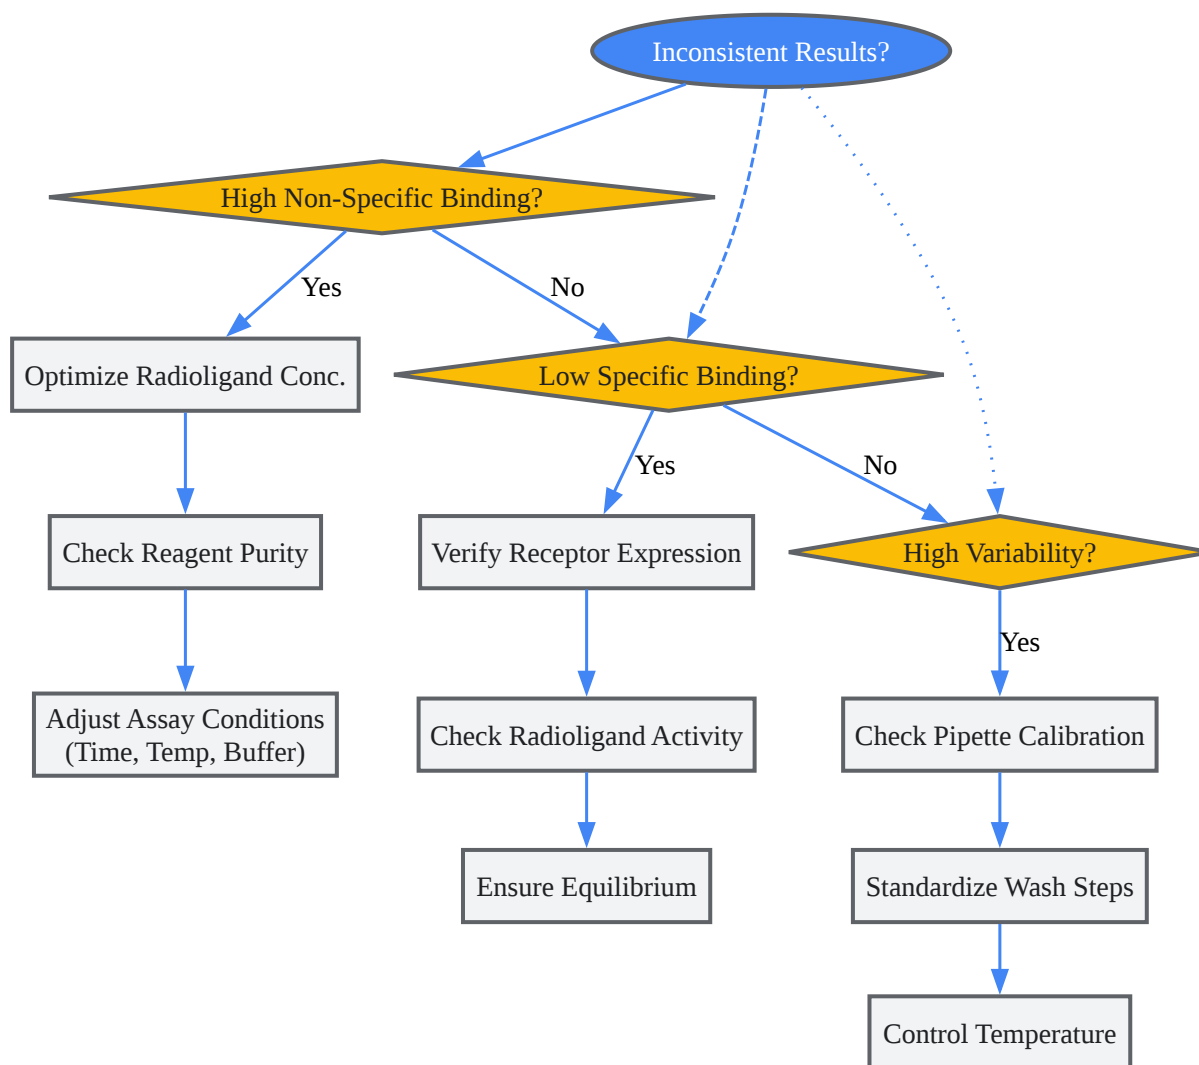 Inconsistent Results?
High Non-Specific Binding?
Yes
No
Optimize Radioligand Conc.
Low Specific Binding?
Yes
No
Check Reagent Purity
Verify Receptor Expression
High Variability?
Yes
Adjust Assay Conditions
(Time, Temp, Buffer)
Check Radioligand Activity
Check Pipette Calibration
Ensure Equilibrium
Standardize Wash Steps
Control Temperature